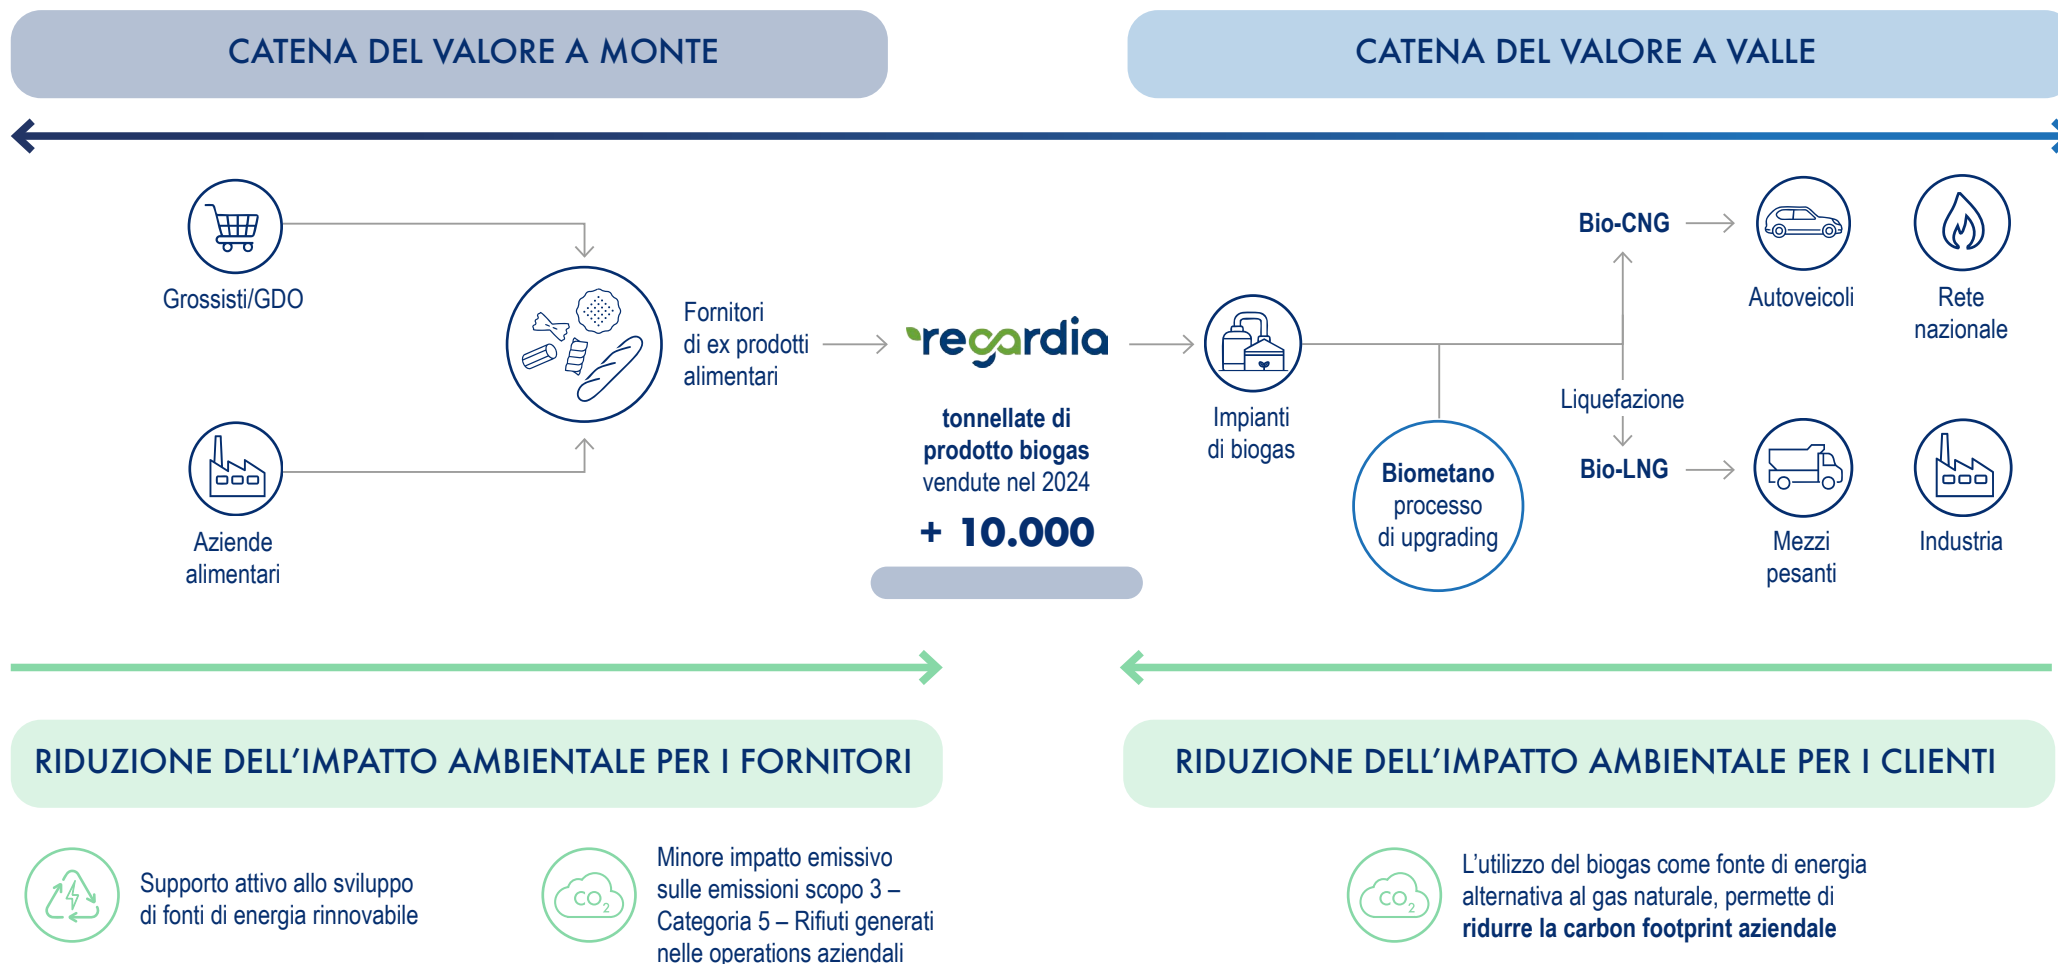 CATENA DEL VALORE A MONTE
CATENA DEL VALORE A VALLE
Grossisti/GDO
Aziende
alimentari
Fornitori
di ex prodotti
alimentari
regardia
tonnellate di
prodotto biogas
vendute nel 2024
+ 10.000
Impianti
di biogas
Biometano
processo
di upgrading
Bio-CNG
Liquefazione
Bio-LNG
Autoveicoli
Rete
nazionale
Mezzi
pesanti
Industria
RIDUZIONE DELL’IMPATTO AMBIENTALE PER I FORNITORI
RIDUZIONE DELL’IMPATTO AMBIENTALE PER I CLIENTI
Supporto attivo allo sviluppo
di fonti di energia rinnovabile
CO2
Minore impatto emissivo
sulle emissioni scopo 3 –
Categoria 5 – Rifiuti generati
nelle operations aziendali
CO2
L’utilizzo del biogas come fonte di energia
alternativa al gas naturale, permette di
ridurre la carbon footprint aziendale